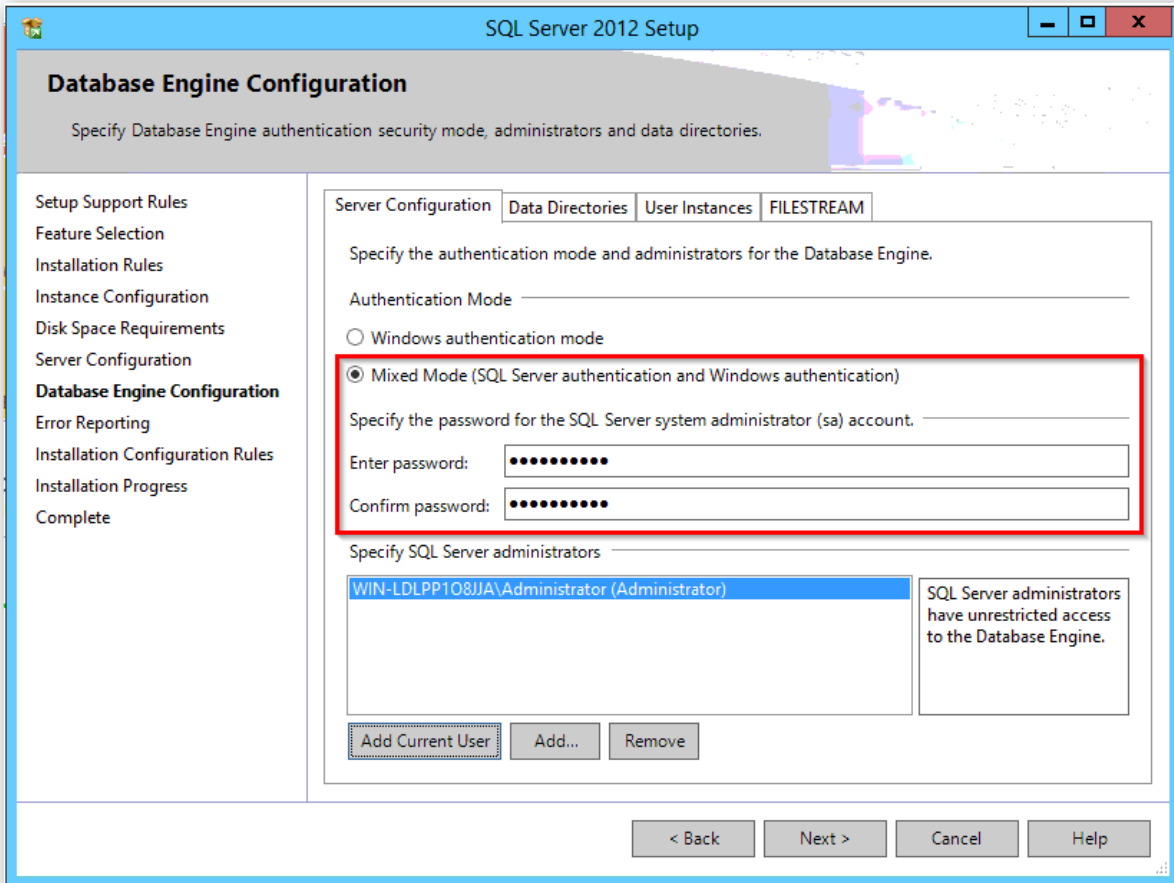 SQL Server 2012 Setup
Database Engine Configuration
Specify Database Engine authentication security mode, administrators and data directories.
Setup Support Rules
Feature Selection
Installation Rules
Instance Configuration
Disk Space Requirements
Server Configuration
Database Engine Configuration
Error Reporting
Installation Configuration Rules
Installation Progress
Complete
Server Configuration Data Directories User Instances FILESTREAM
Specify the authentication mode and administrators for the Database Engine.
Authentication Mode
Windows authentication mode
Mixed Mode (SQL Server authentication and Windows authentication)
Specify the password for the SQL Server system administrator (sa) account.
Enter password: ●●●●●●●●●●
Confirm password: ●●●●●●●●●●
Specify SQL Server administrators
WIN-LDLPP1O8JJA\Administrator (Administrator)
SQL Server administrators
have unrestricted access
to the Database Engine.
Add Current User Add... Remove
< Back Next > Cancel Help